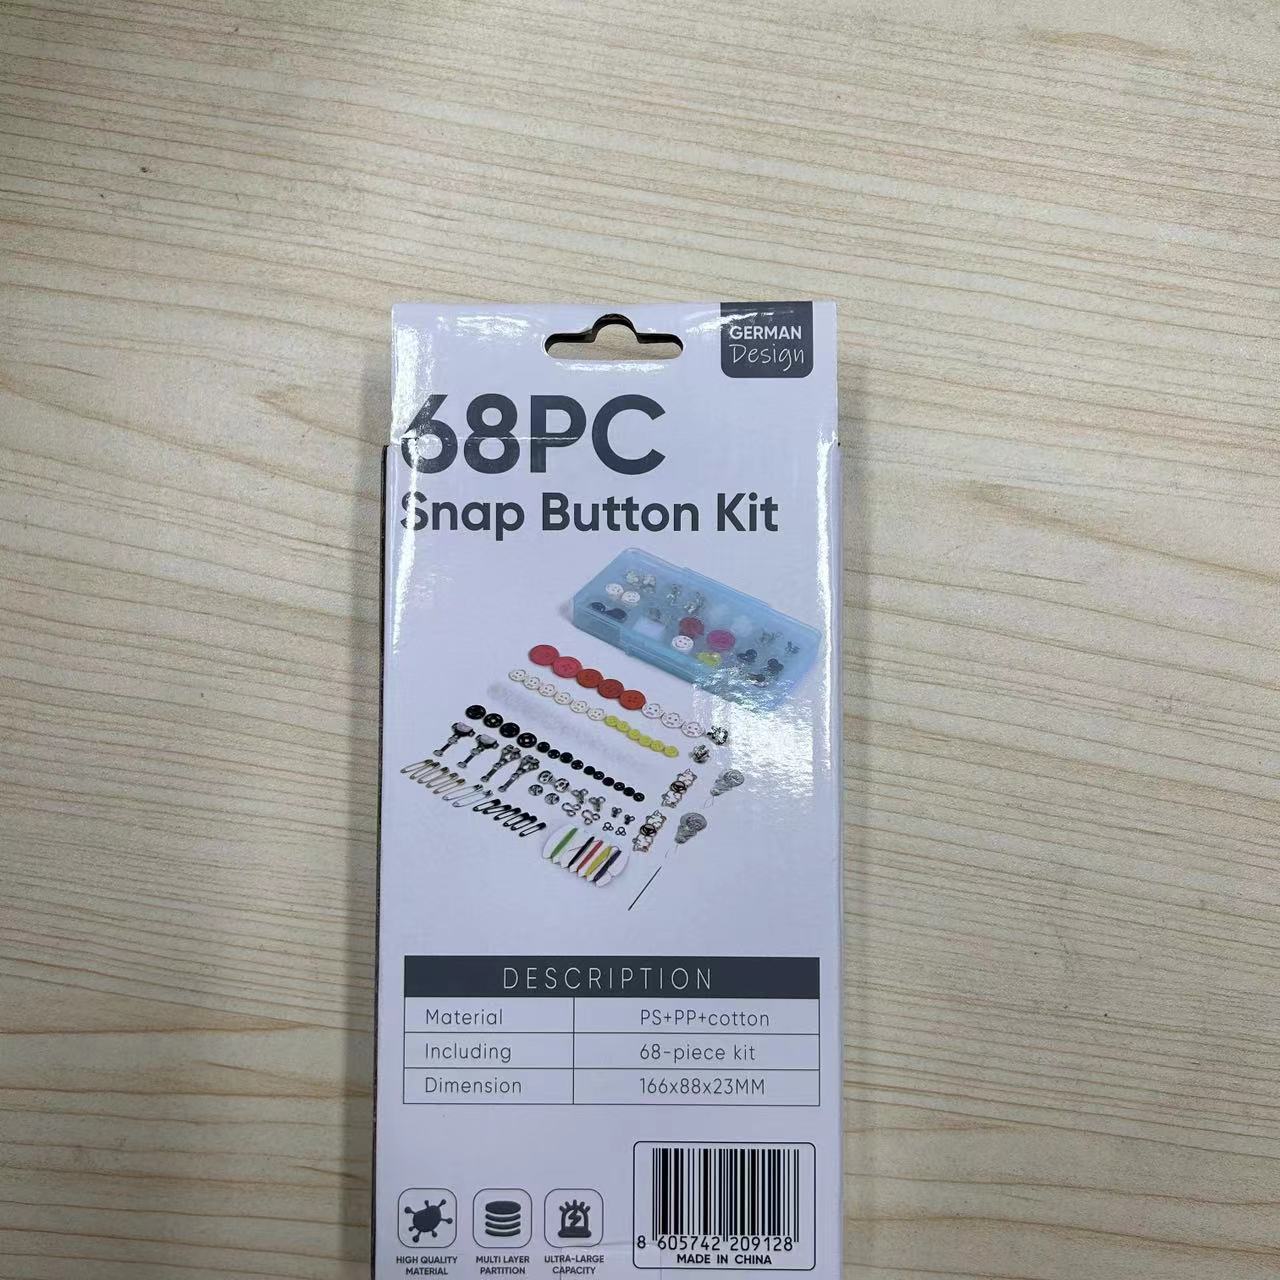 GERMAN
Design
68PC
Snap Button Kit
DESCRIPTION
Material PS+PP+cotton
Including 68-piece kit
Dimension 166x88x23MM
8 605742 209128
MADE IN CHINA
HIGH QUALITY
MATERIAL
MULTI LAYER
PARTITION
ULTRA-LARGE
CAPACITY